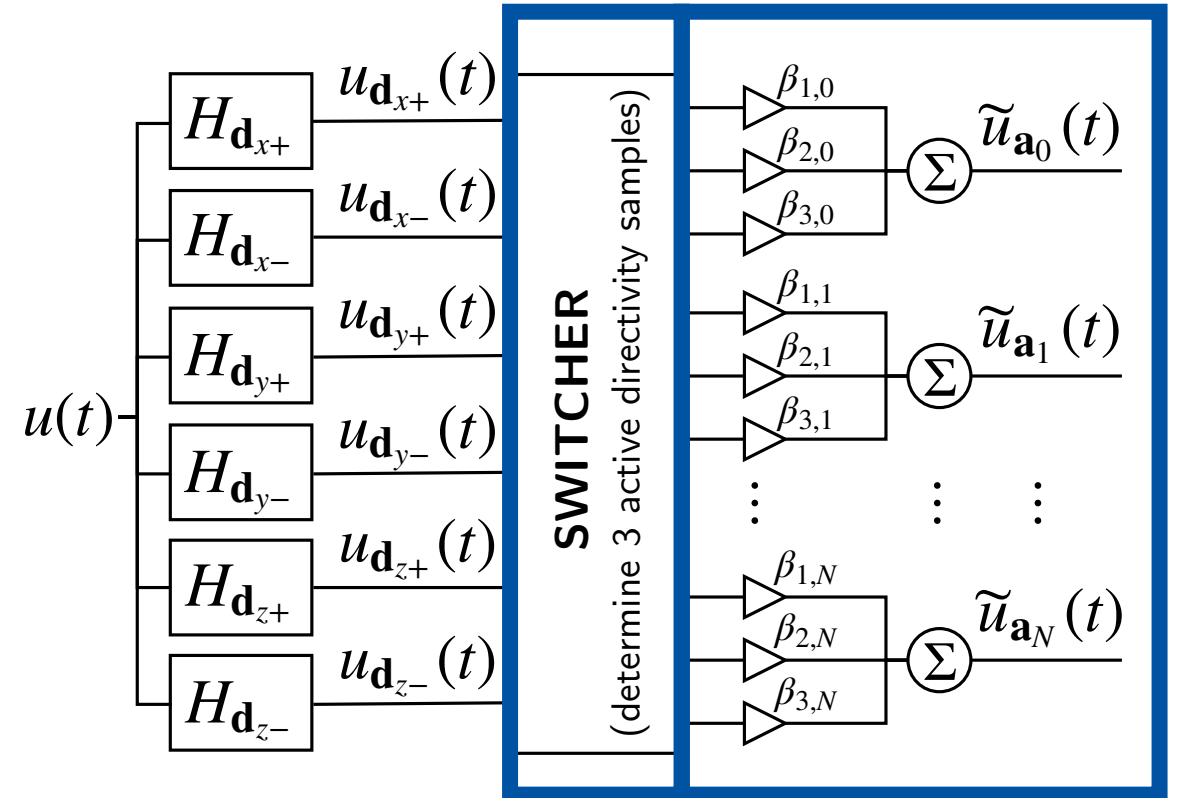 u(t)
H_{d_{x+}}
u_{d_{x+}}(t)
H_{d_{x−}}
u_{d_{x−}}(t)
H_{d_{y+}}
u_{d_{y+}}(t)
H_{d_{y−}}
u_{d_{y−}}(t)
H_{d_{z+}}
u_{d_{z+}}(t)
H_{d_{z−}}
u_{d_{z−}}(t)
SWITCHER
(determine 3 active directivity samples)
β_{1,0}
β_{2,0}
β_{3,0}
Σ
ũ_{a_0}(t)
β_{1,1}
β_{2,1}
β_{3,1}
Σ
ũ_{a_1}(t)
⋮ ⋮ ⋮
β_{1,N}
β_{2,N}
β_{3,N}
Σ
ũ_{a_N}(t)